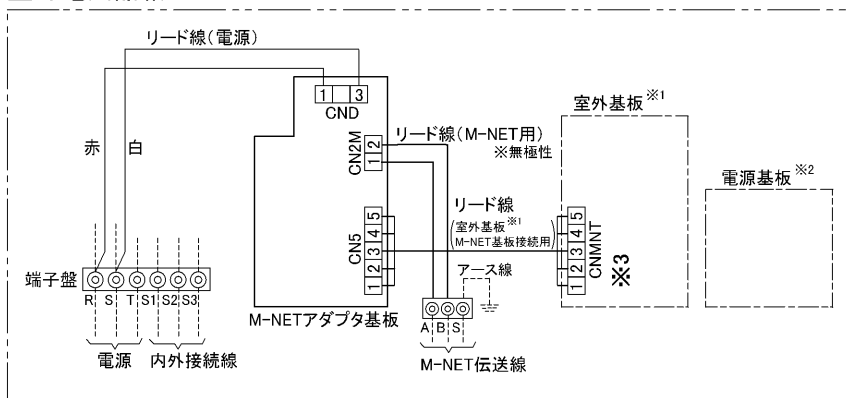 リード線(電源)
1 3
CND
室外基板※1
赤 白
CN2M
2
1
リード線(M-NET用)
※無極性
電源基板※2
リード線
(室外基板※1
M-NET基板接続用)
CN5
5
4
3
2
1
5
4
3
2
1
CNMNT
※3
アース線
端子盤
R S T S1 S2 S3
M-NETアダプタ基板
A B S
電源 内外接続線
M-NET伝送線